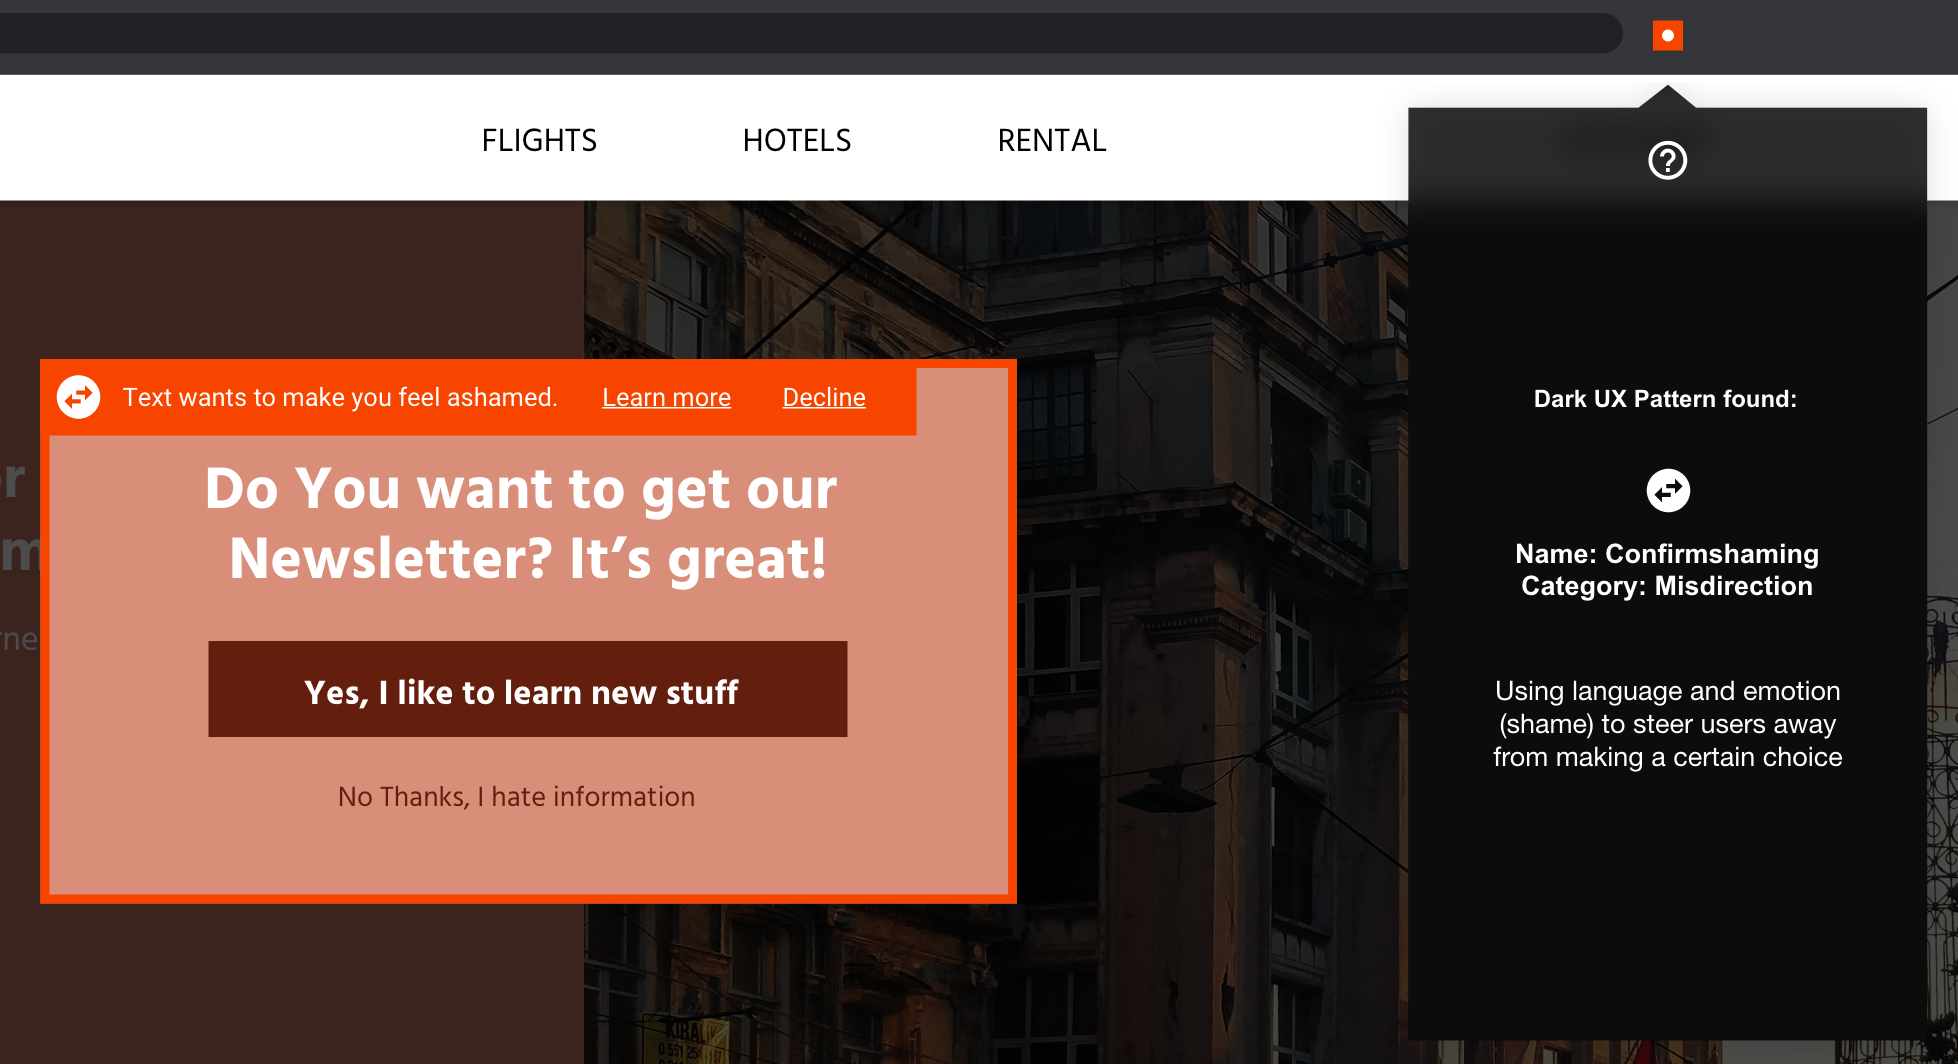 FLIGHTS
HOTELS
RENTAL
Text wants to make you feel ashamed.
Learn more
Decline
Do You want to get our
Newsletter? It’s great!
Yes, I like to learn new stuff
No Thanks, I hate information
Dark UX Pattern found:
Name: Confirmshaming
Category: Misdirection
Using language and emotion
(shame) to steer users away
from making a certain choice
KIRALIK